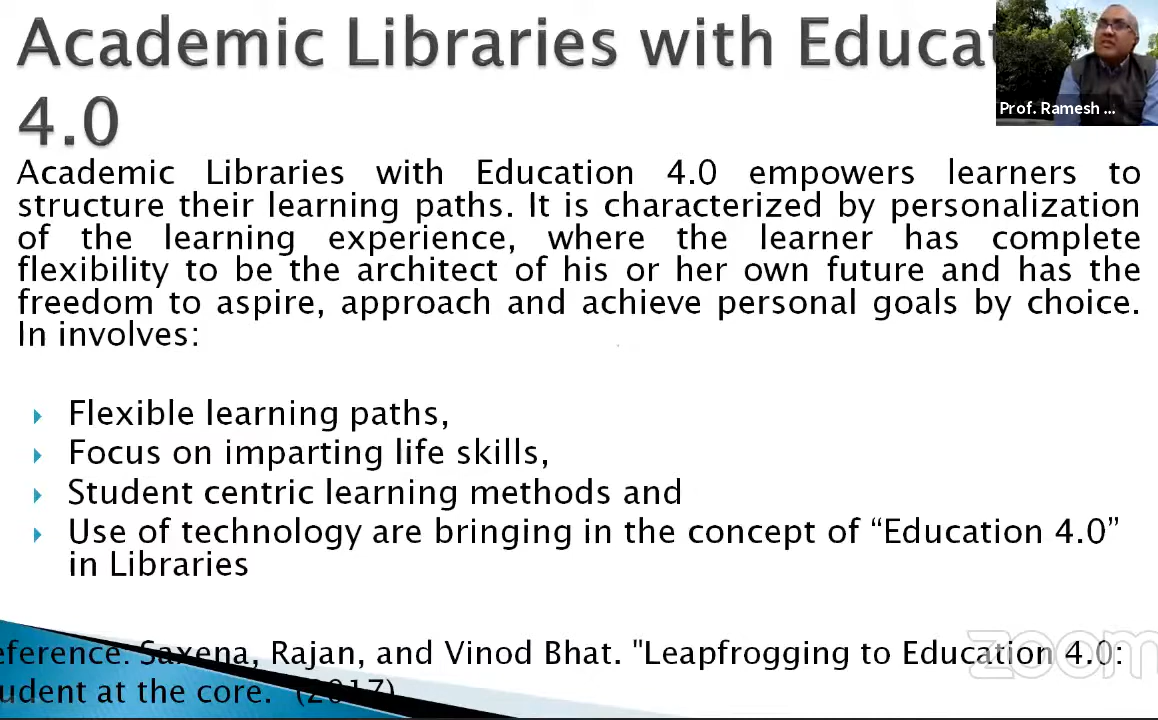 Academic Libraries with Educat
4.0
Prof. Ramesh ...
Academic Libraries with Education 4.0 empowers learners to
structure their learning paths. It is characterized by personalization
of the learning experience, where the learner has complete
flexibility to be the architect of his or her own future and has the
freedom to aspire, approach and achieve personal goals by choice.
In involves:
Flexible learning paths,
Focus on imparting life skills,
Student centric learning methods and
Use of technology are bringing in the concept of “Education 4.0”
in Libraries
eference: Saxena, Rajan, and Vinod Bhat. "Leapfrogging to Education 4.0:
udent at the core. (2017)
zoom